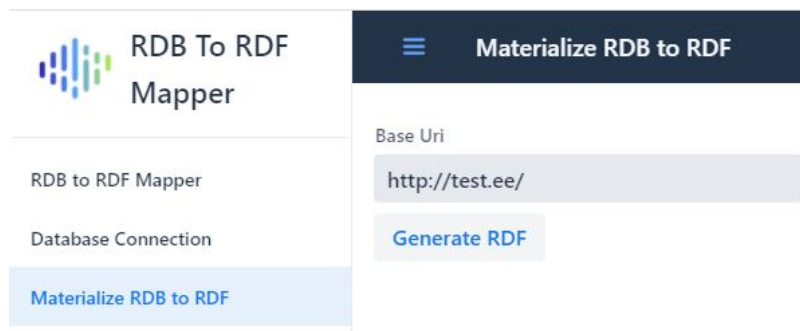 RDB To RDF
Mapper
RDB to RDF Mapper
Database Connection
Materialize RDB to RDF
Materialize RDB to RDF
Base Uri
http://test.ee/
Generate RDF